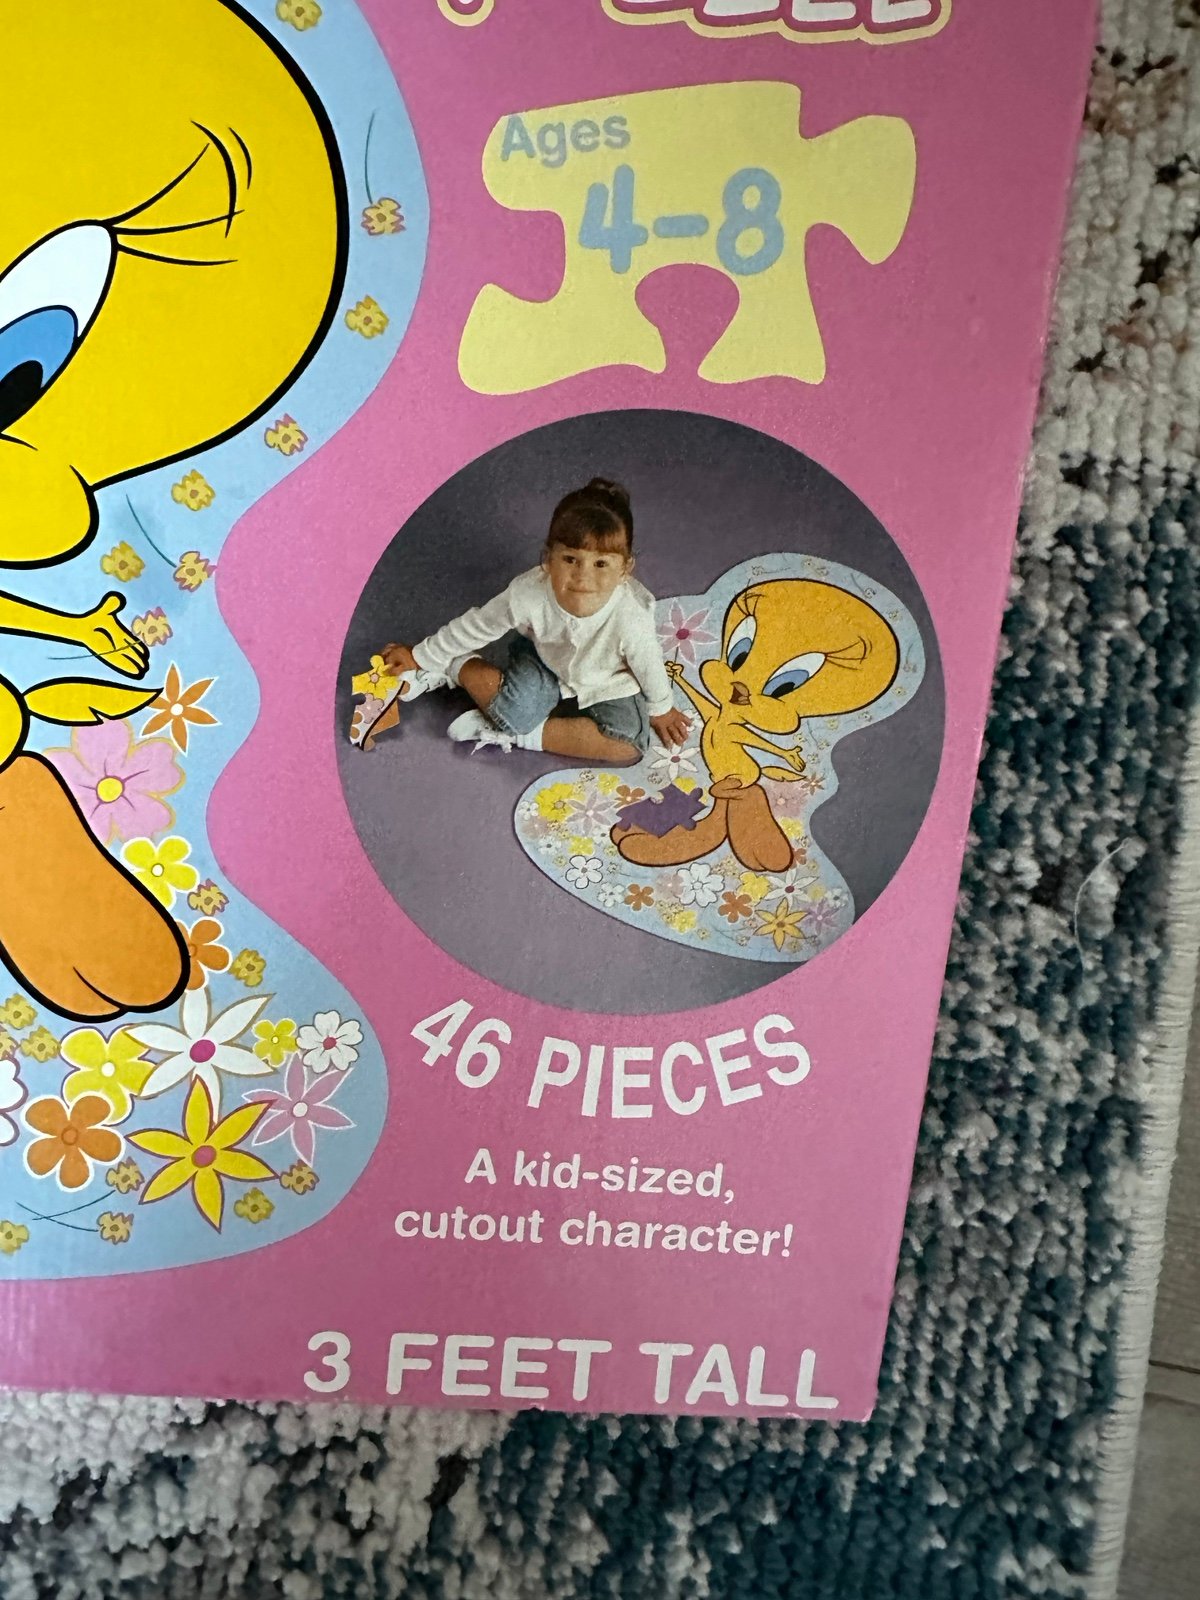 Ages
4-8
46 PIECES
A kid-sized,
cutout character!
3 FEET TALL